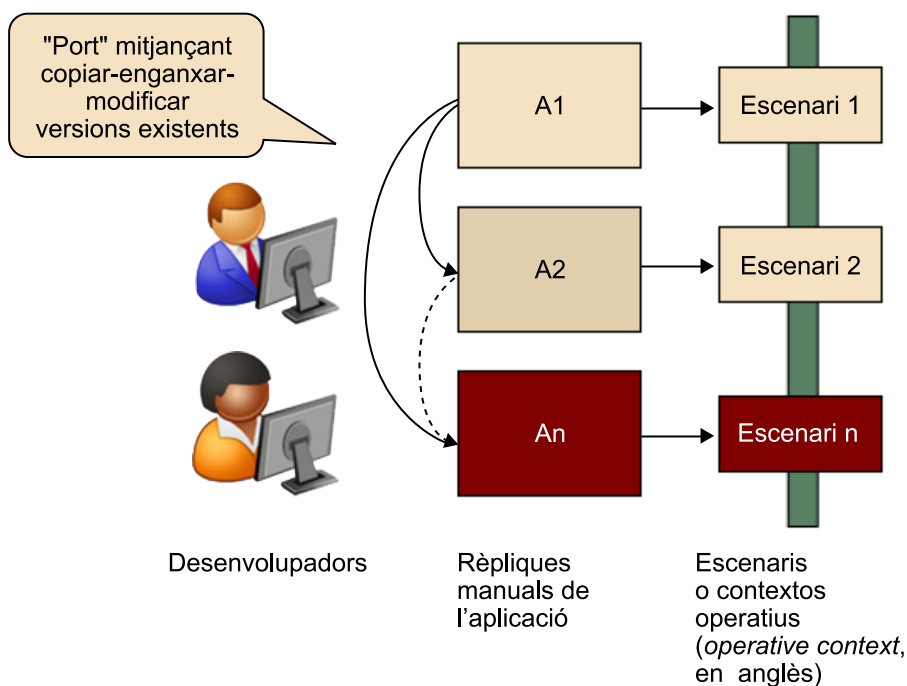 "Port" mitjançant
copiar-enganxar-
modificar
versions existents
A1
Escenari 1
A2
Escenari 2
An
Escenari n
Desenvolupadors
Rèpliques
manuals de
l’aplicació
Escenaris
o contextos
operatius
(operative context,
en anglès)